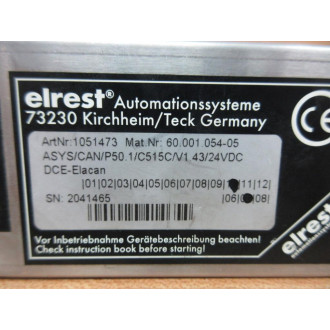 elrest® Automationssysteme
73230 Kirchheim/Teck Germany
ArtNr:1051473 Mat.Nr: 60.001.054-05
ASYS/CAN/P50.1/C515C/V1.43/24VDC
DCE-Elacan
|01|02|03|04|05|06|07|08|09| |11|12|
SN: 2041465 |06| |08|
Vor Inbetriebnahme Gerätebeschreibung beachten!
Check instruction book before starting!
elrest